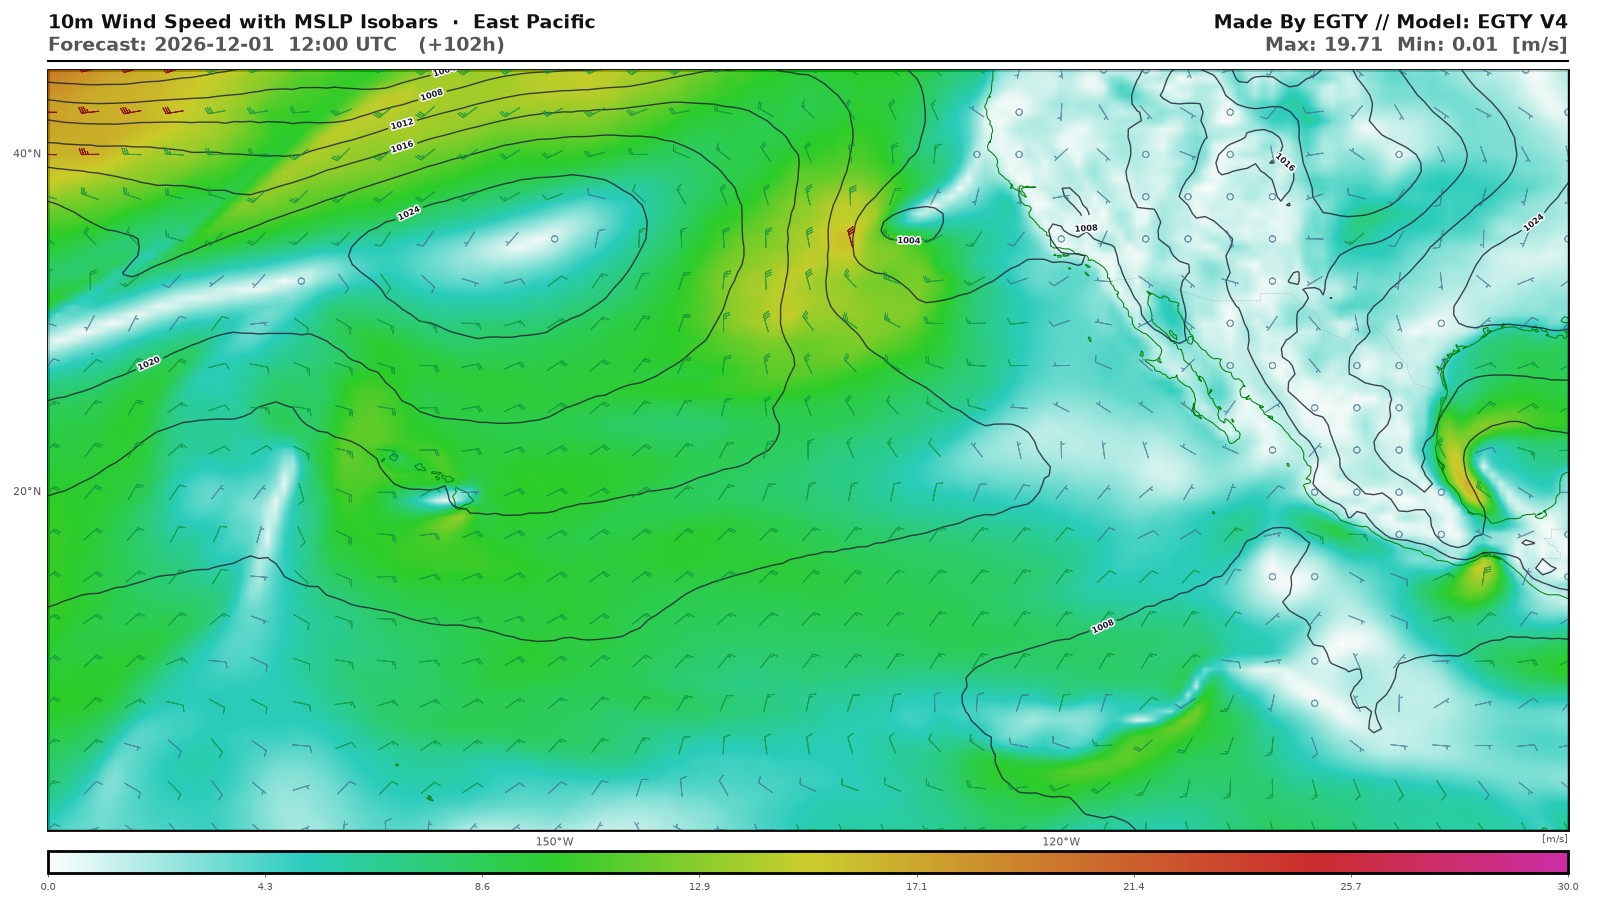 10m Wind Speed with MSLP Isobars · East Pacific
Made By EGTY // Model: EGTY V4
Forecast: 2026-12-01 12:00 UTC (+102h)
Max: 19.71 Min: 0.01 [m/s]
1008
1012
1016
1024
1020
1004
1008
1016
1024
1008
40°N
20°N
150°W
120°W
[m/s]
0.0
4.3
8.6
12.9
17.1
21.4
25.7
30.0